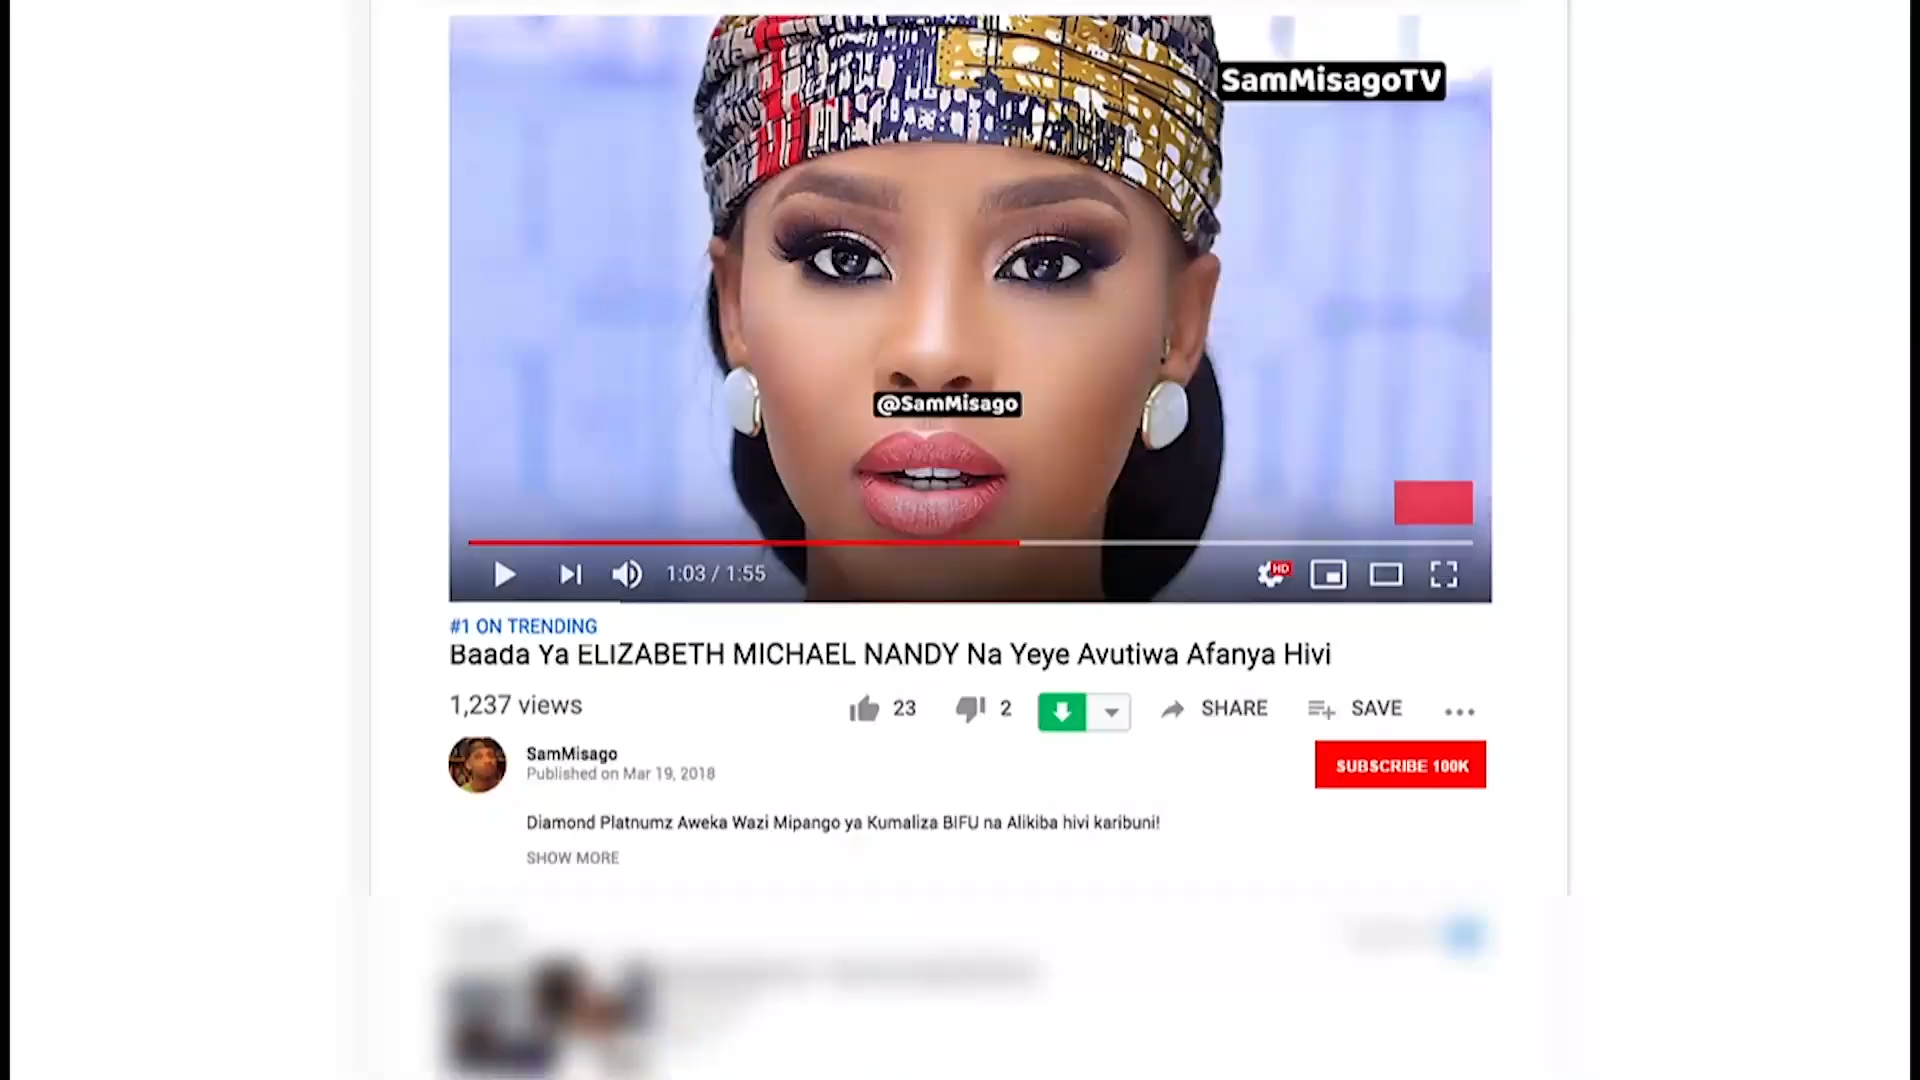 SamMisagoTV
@SamMisago
1:03 / 1:55
HD
#1 ON TRENDING
Baada Ya ELIZABETH MICHAEL NANDY Na Yeye Avutiwa Afanya Hivi
1,237 views
23
2
SHARE
SAVE
SamMisago
Published on Mar 19, 2018
SUBSCRIBE 100K
Diamond Platnumz Aweka Wazi Mipango ya Kumaliza BIFU na Alikiba hivi karibuni!
SHOW MORE